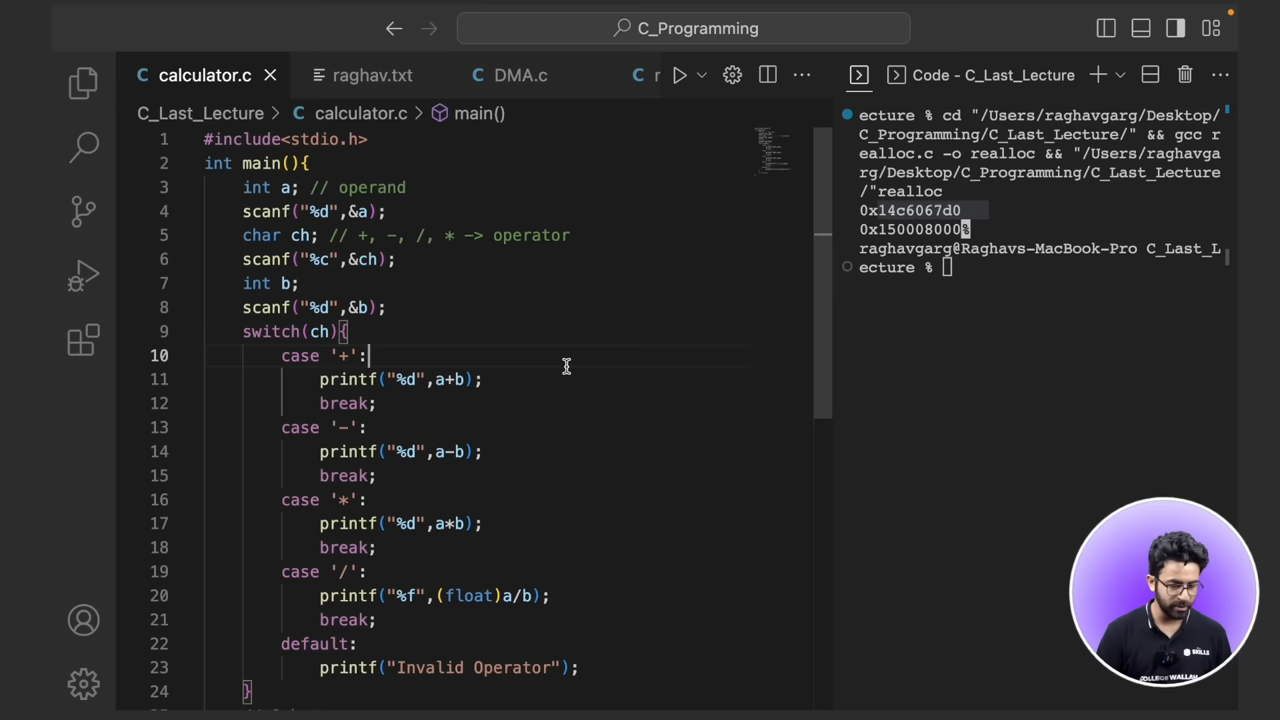 C_Programming
C calculator.c
raghav.txt
C DMA.c
C
Code - C_Last_Lecture
C_Last_Lecture > C calculator.c > main()
1 #include<stdio.h>
2 int main(){
3 int a; // operand
4 scanf("%d",&a);
5 char ch; // +, -, /, * -> operator
6 scanf("%c",&ch);
7 int b;
8 scanf("%d",&b);
9 switch(ch){
10 case '+':
11 printf("%d",a+b);
12 break;
13 case '-':
14 printf("%d",a-b);
15 break;
16 case '*':
17 printf("%d",a*b);
18 break;
19 case '/':
20 printf("%f",(float)a/b);
21 break;
22 default:
23 printf("Invalid Operator");
24 }
ecture % cd "/Users/raghavgarg/Desktop/
C_Programming/C_Last_Lecture/" && gcc r
ealloc.c -o realloc && "/Users/raghavga
rg/Desktop/C_Programming/C_Last_Lecture
/"realloc
0x14c6067d0
0x150008000%
raghavgarg@Raghavs-MacBook-Pro C_Last_L
ecture %
SKILLS
COLLEGE WALLAH